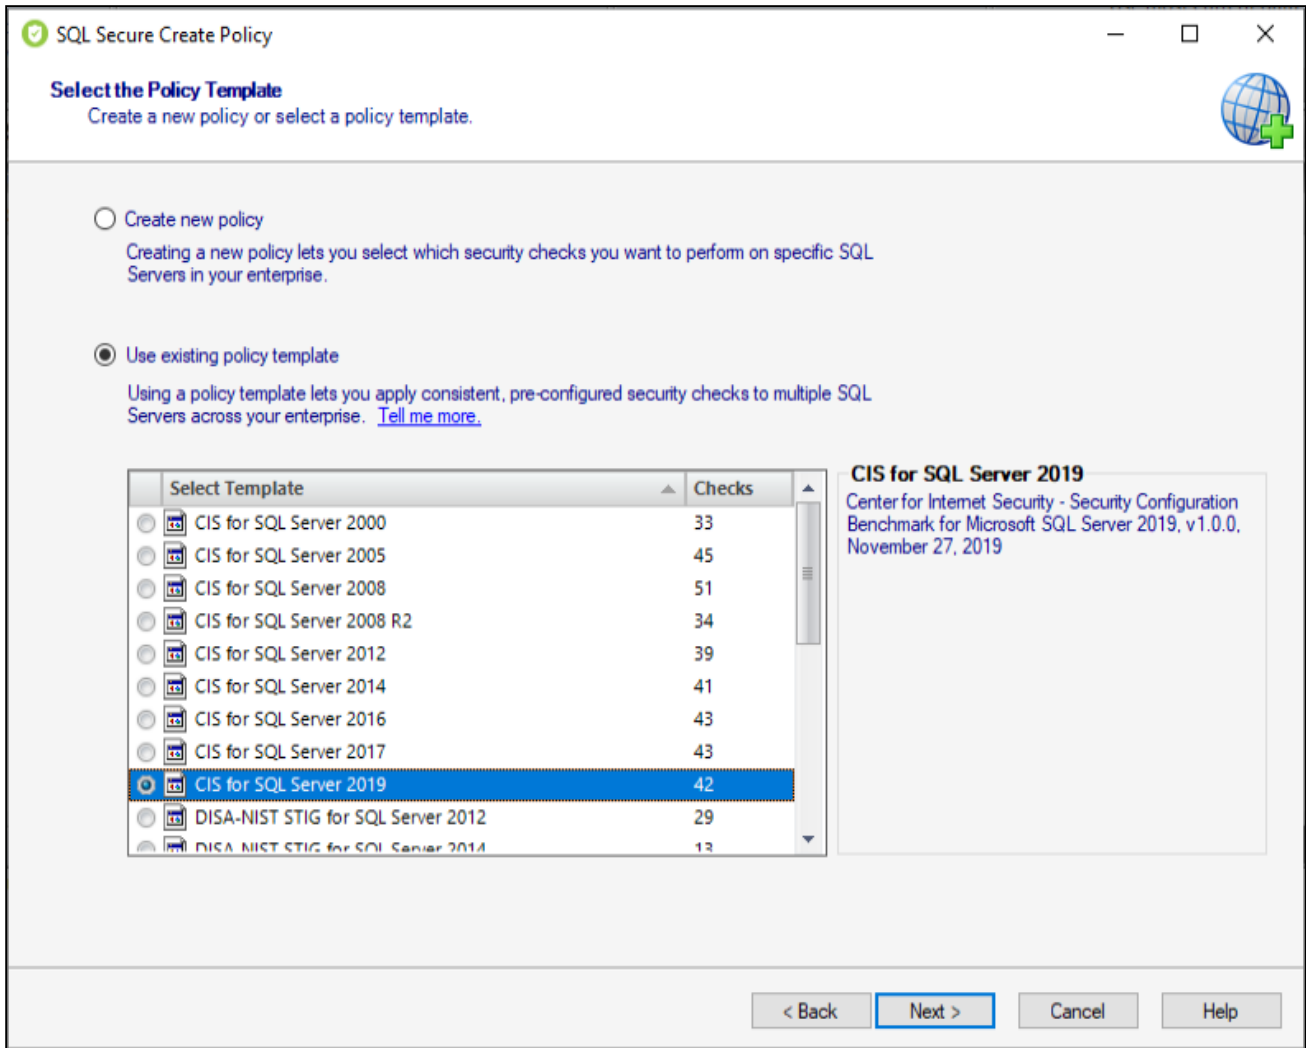 SQL Secure Create Policy
Select the Policy Template
Create a new policy or select a policy template.
Create new policy
Creating a new policy lets you select which security checks you want to perform on specific SQL
Servers in your enterprise.
Use existing policy template
Using a policy template lets you apply consistent, pre-configured security checks to multiple SQL
Servers across your enterprise. Tell me more.
Select Template Checks
CIS for SQL Server 2000 33
CIS for SQL Server 2005 45
CIS for SQL Server 2008 51
CIS for SQL Server 2008 R2 34
CIS for SQL Server 2012 39
CIS for SQL Server 2014 41
CIS for SQL Server 2016 43
CIS for SQL Server 2017 43
CIS for SQL Server 2019 42
DISA-NIST STIG for SQL Server 2012 29
DISA-NIST STIG for SQL Server 2014 13
CIS for SQL Server 2019
Center for Internet Security - Security Configuration
Benchmark for Microsoft SQL Server 2019, v1.0.0,
November 27, 2019
< Back Next > Cancel Help